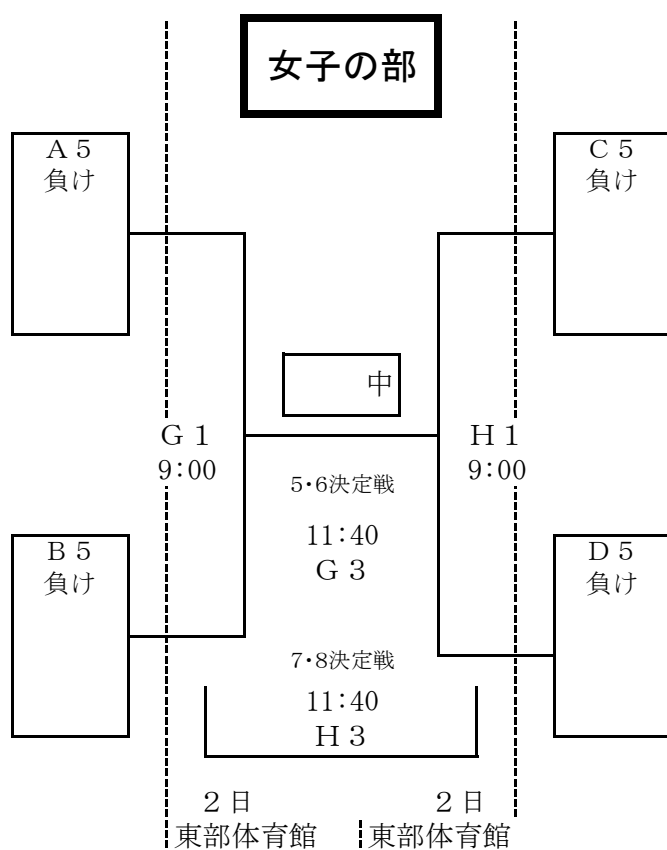 女子の部
A5
負け
C5
負け
中
G1
9:00
H1
9:00
5・6決定戦
11:40
G3
B5
負け
D5
負け
7・8決定戦
11:40
H3
2日
東部体育館
2日
東部体育館